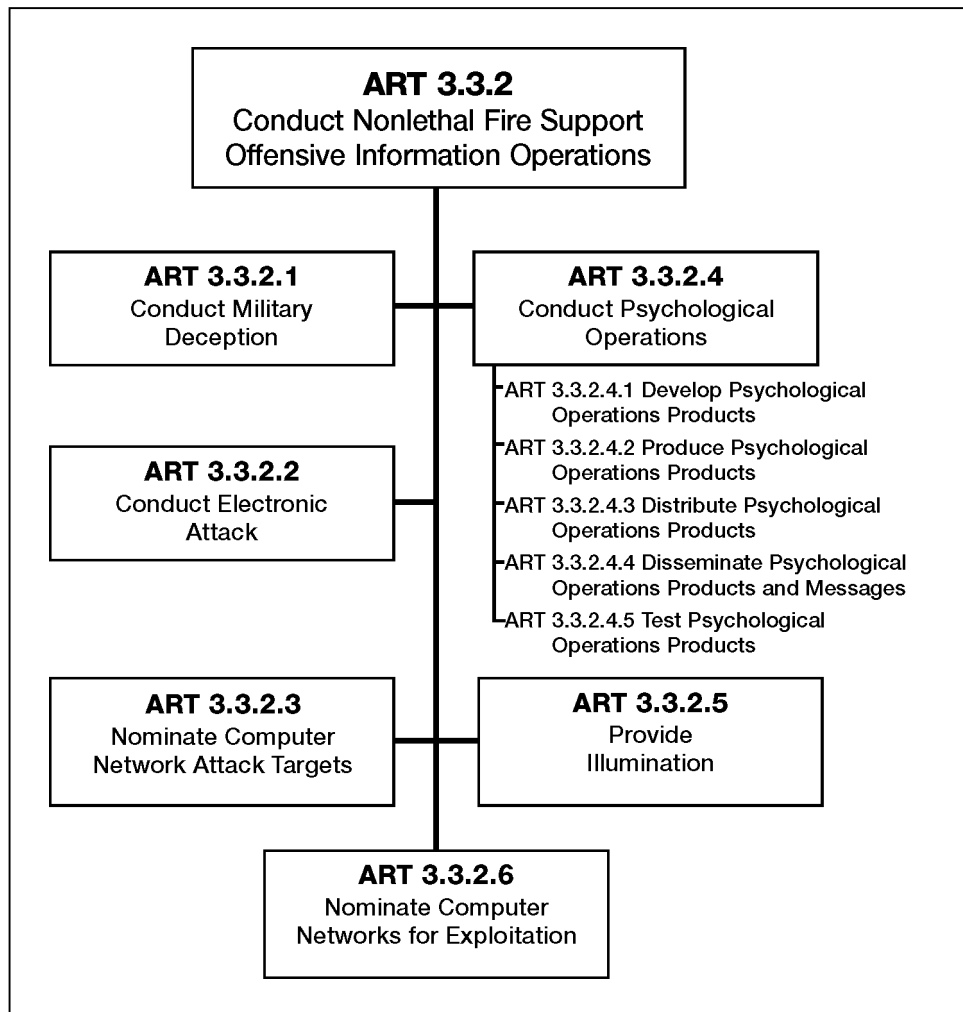 ART 3.3.2
Conduct Nonlethal Fire Support
Offensive Information Operations
ART 3.3.2.1
Conduct Military
Deception
ART 3.3.2.4
Conduct Psychological
Operations
ART 3.3.2.4.1 Develop Psychological
Operations Products
ART 3.3.2.4.2 Produce Psychological
Operations Products
ART 3.3.2.4.3 Distribute Psychological
Operations Products
ART 3.3.2.4.4 Disseminate Psychological
Operations Products and Messages
ART 3.3.2.4.5 Test Psychological
Operations Products
ART 3.3.2.2
Conduct Electronic
Attack
ART 3.3.2.3
Nominate Computer
Network Attack Targets
ART 3.3.2.5
Provide
Illumination
ART 3.3.2.6
Nominate Computer
Networks for Exploitation